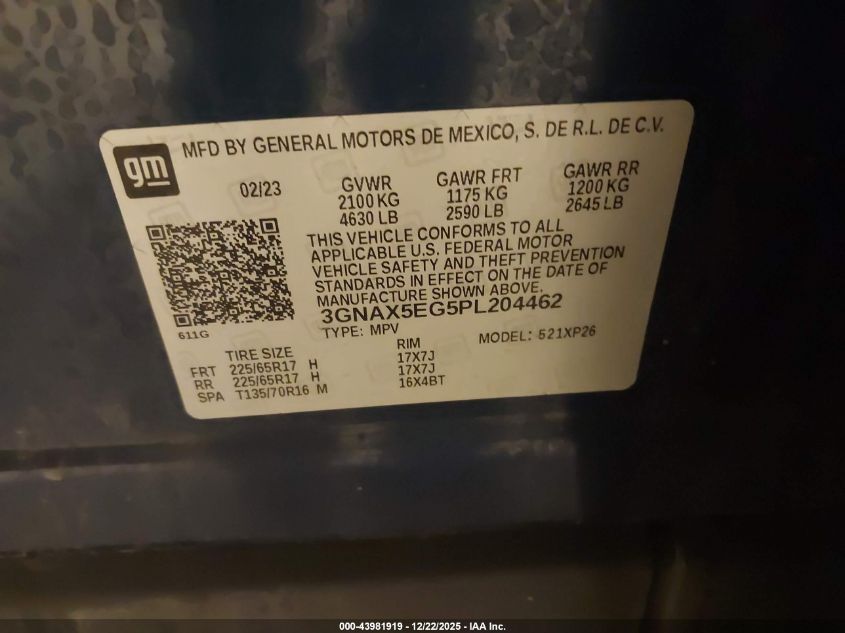 gm
MFD BY GENERAL MOTORS DE MEXICO, S. DE R.L. DE C.V.
02/23
GVWR
2100 KG
4630 LB
GAWR FRT
1175 KG
2590 LB
GAWR RR
1200 KG
2645 LB
THIS VEHICLE CONFORMS TO ALL
APPLICABLE U.S. FEDERAL MOTOR
VEHICLE SAFETY AND THEFT PREVENTION
STANDARDS IN EFFECT ON THE DATE OF
MANUFACTURE SHOWN ABOVE.
3GNAX5EG5PL204462
611G
TYPE: MPV
MODEL: 521XP26
TIRE SIZE RIM
FRT 225/65R17 H 17X7J
RR 225/65R17 H 17X7J
SPA T135/70R16 M 16X4BT
000-43981919 - 12/22/2025 - IAA Inc.